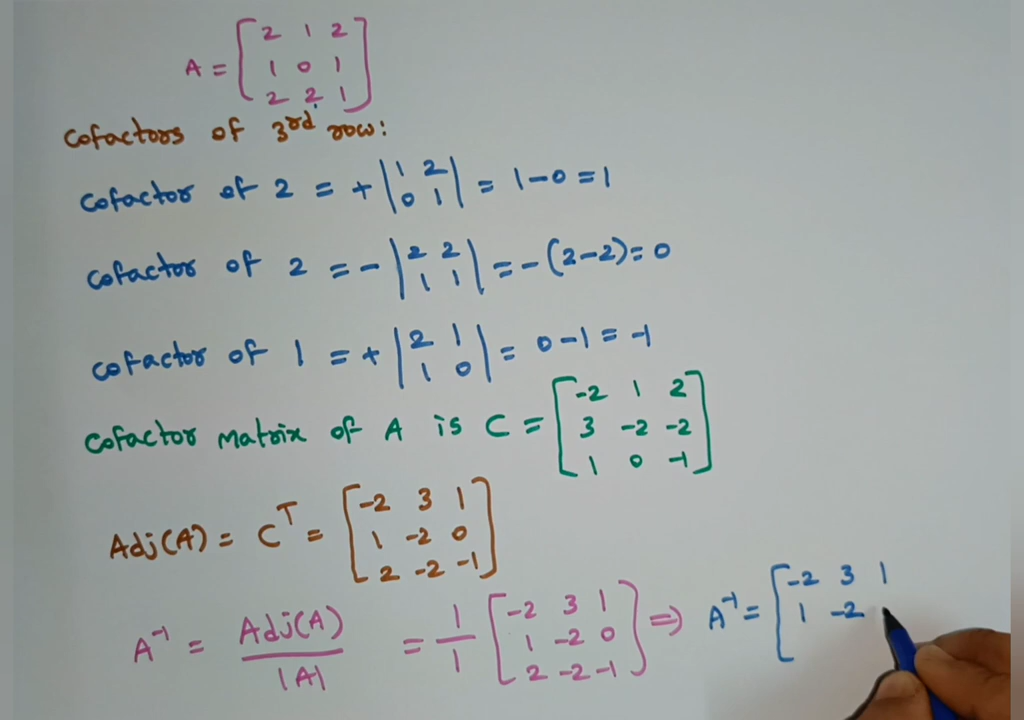 A = [2 1 2
1 0 1
2 2 1]
Cofactors of 3rd row:
Cofactor of 2 = + |1 2
0 1| = 1-0 = 1
Cofactor of 2 = - |2 2
1 1| = -(2-2) = 0
Cofactor of 1 = + |2 1
1 0| = 0-1 = -1
Cofactor Matrix of A is C = [-2 1 2
3 -2 -2
1 0 -1]
Adj(A) = C^T = [-2 3 1
1 -2 0
2 -2 -1]
A^-1 = Adj(A)/|A| = 1/1 [-2 3 1
1 -2 0
2 -2 -1] ⇒ A^-1 = [-2 3 1
1 -2